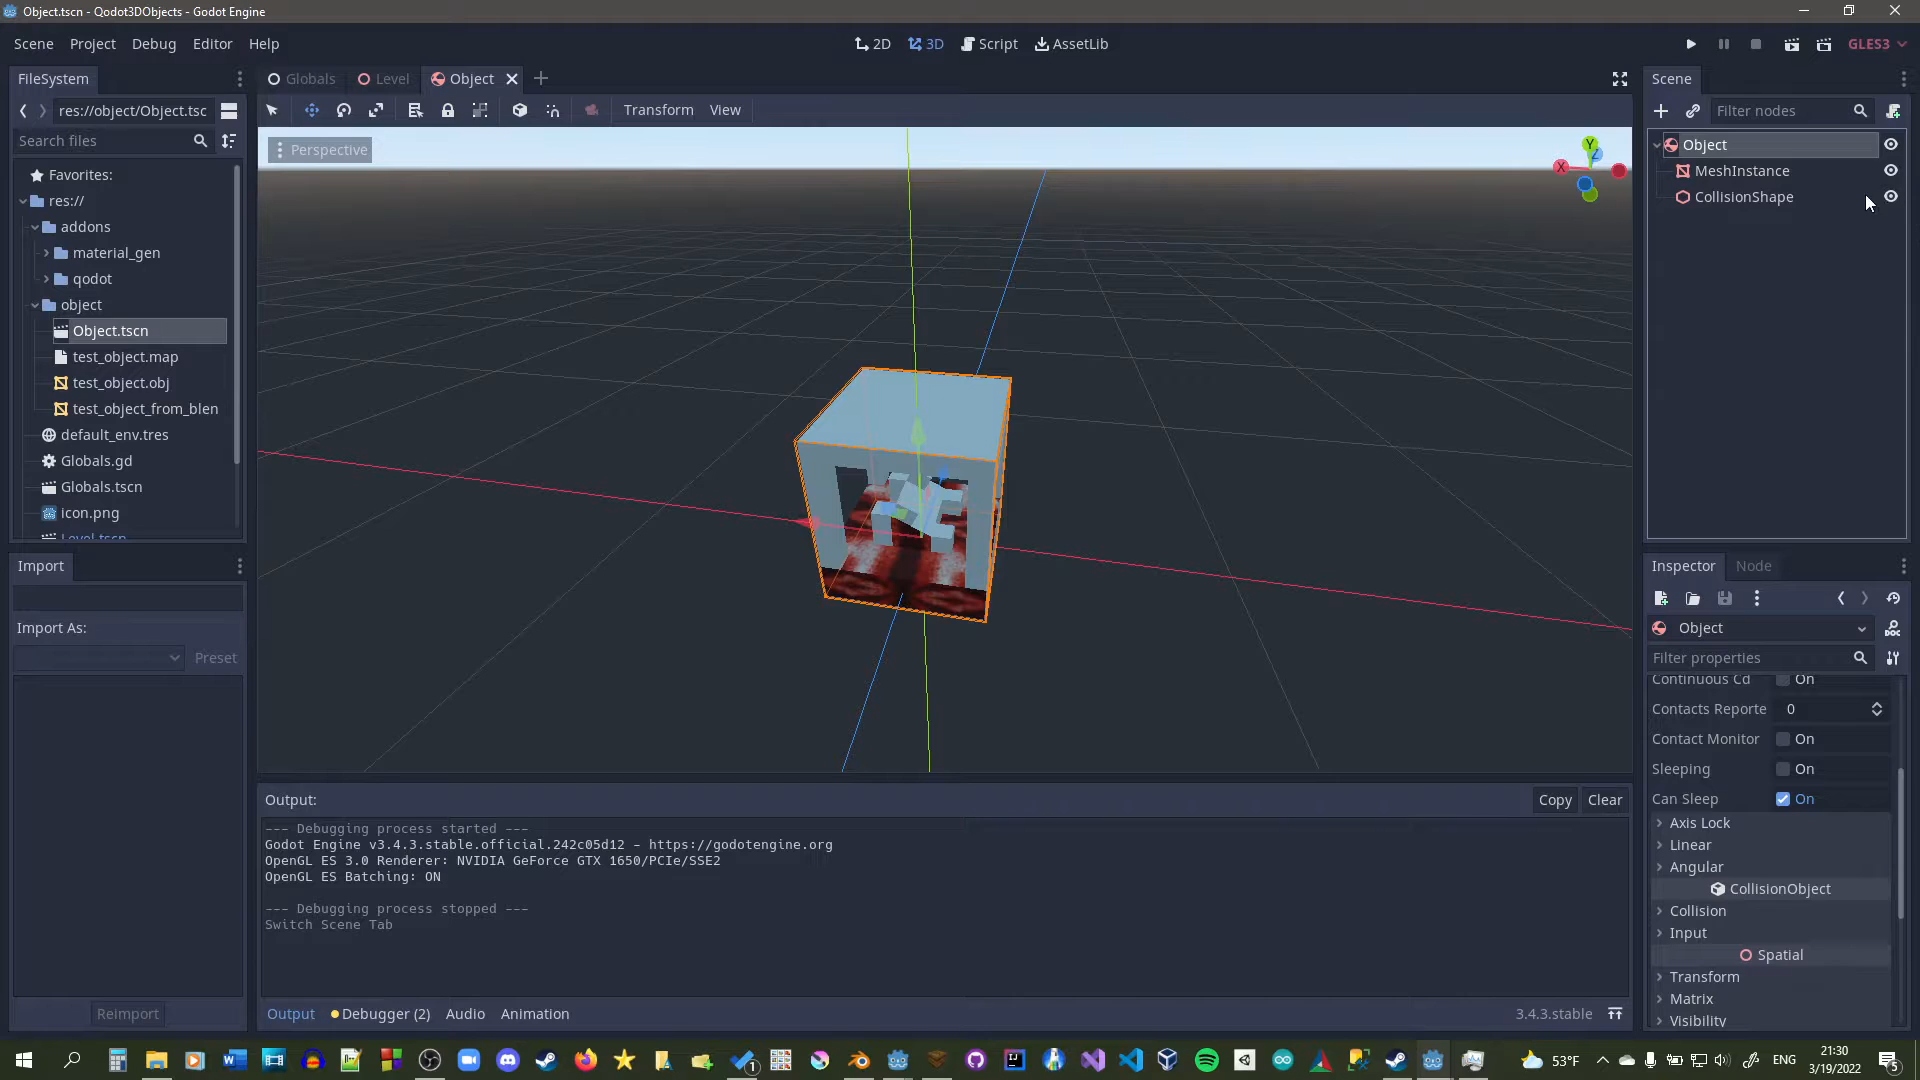 Object.tscn - Qodot3DObjects - Godot Engine
Scene Project Debug Editor Help
2D 3D Script AssetLib
GLES3
FileSystem
Globals Level Object
Scene
res://object/Object.tsc
Transform View
Filter nodes
Search files
Perspective
Y
Z
X
Object
MeshInstance
CollisionShape
Favorites:
res://
addons
material_gen
qodot
object
Object.tscn
test_object.map
test_object.obj
test_object_from_blen
default_env.tres
Globals.gd
Globals.tscn
icon.png
Level.tscn
Import
Import As:
Preset
Reimport
Output:
Copy Clear
--- Debugging process started ---
Godot Engine v3.4.3.stable.official.242c05d12 - https://godotengine.org
OpenGL ES 3.0 Renderer: NVIDIA GeForce GTX 1650/PCIe/SSE2
OpenGL ES Batching: ON
--- Debugging process stopped ---
Switch Scene Tab
Output Debugger (2) Audio Animation
3.4.3.stable
Inspector Node
Object
DOC
Filter properties
Continuous Cd On
Contacts Reporte 0
Contact Monitor On
Sleeping On
Can Sleep On
Axis Lock
Linear
Angular
CollisionObject
Collision
Input
Spatial
Transform
Matrix
Visibility
1
53°F
ENG
21:30
3/19/2022
5